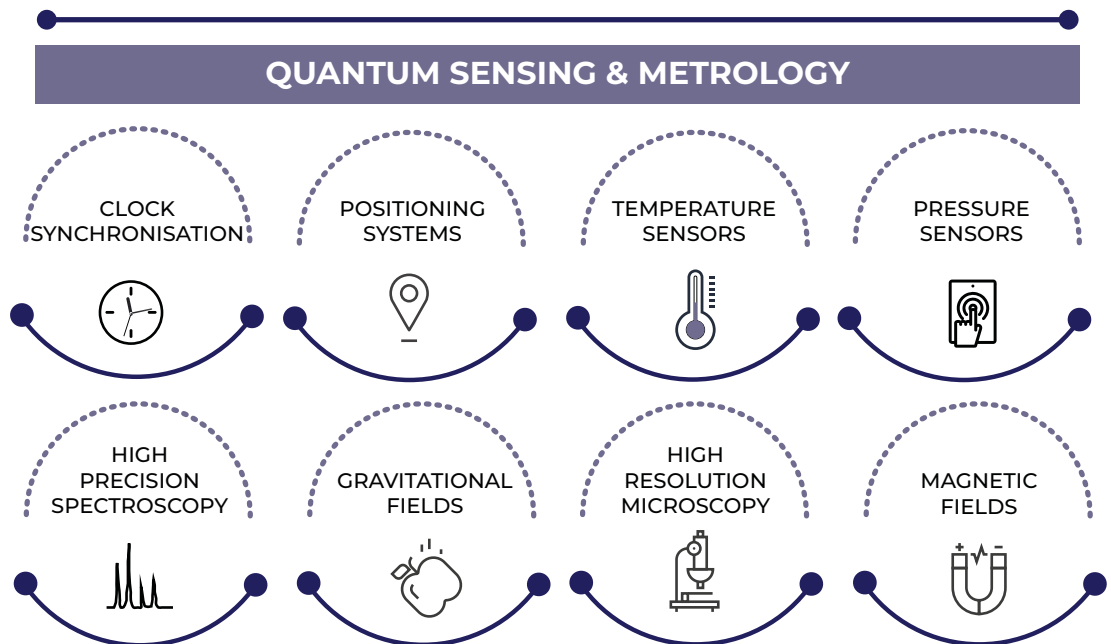 QUANTUM SENSING & METROLOGY
CLOCK
SYNCHRONISATION
POSITIONING
SYSTEMS
TEMPERATURE
SENSORS
PRESSURE
SENSORS
HIGH
PRECISION
SPECTROSCOPY
GRAVITATIONAL
FIELDS
HIGH
RESOLUTION
MICROSCOPY
MAGNETIC
FIELDS